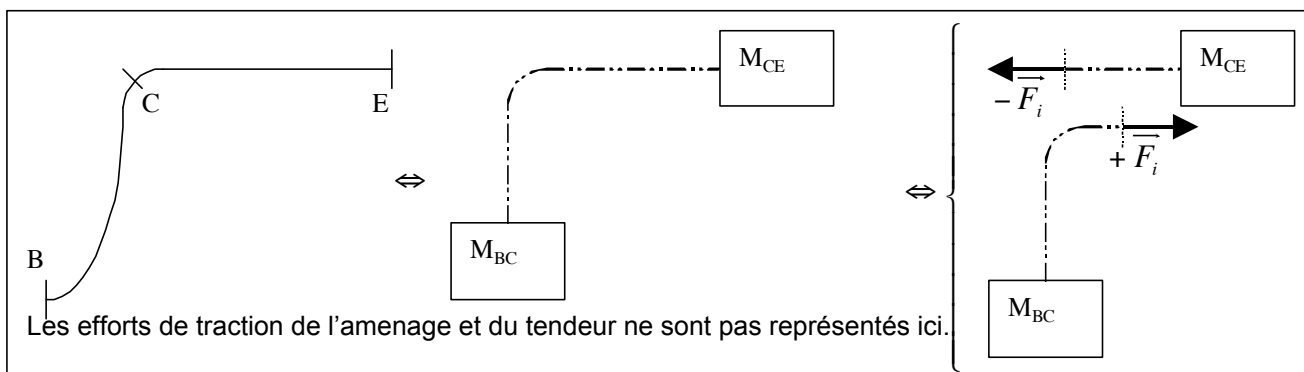 B
C
E
⇔
M_CE
M_BC
⇔
M_CE
− F_i
+ F_i
M_BC
Les efforts de traction de l’amenage et du tendeur ne sont pas représentés ici.